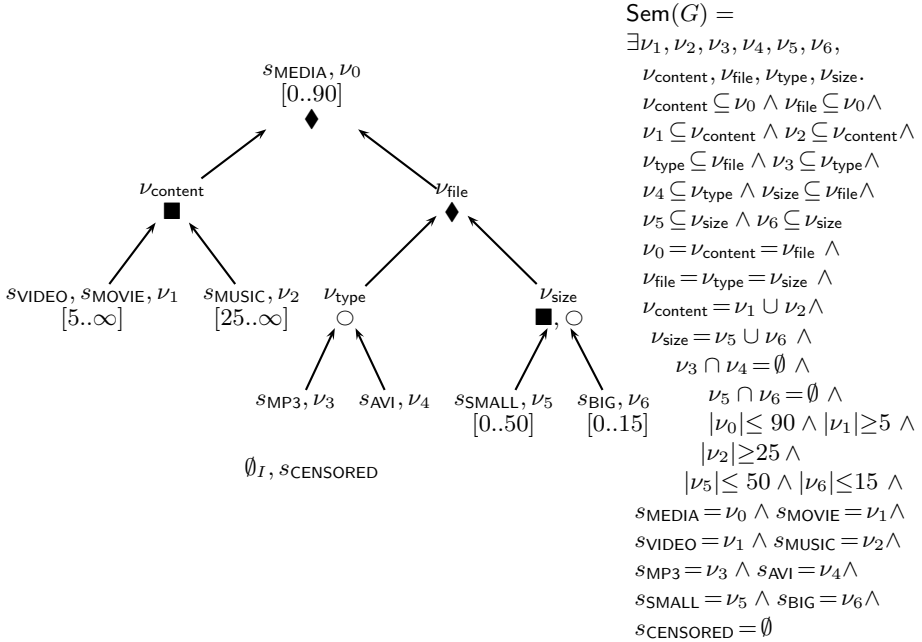 s_MEDIA, ν_0
[0..90]
◆
ν_content
■
ν_file
◆
s_VIDEO, s_MOVIE, ν_1
[5..∞]
s_MUSIC, ν_2
[25..∞]
ν_type
○
ν_size
■, ○
s_MP3, ν_3
s_AVI, ν_4
s_SMALL, ν_5
[0..50]
s_BIG, ν_6
[0..15]
∅_I, s_CENSORED
Sem(G) =
∃ν_1, ν_2, ν_3, ν_4, ν_5, ν_6,
ν_content, ν_file, ν_type, ν_size.
ν_content ⊆ ν_0 ∧ ν_file ⊆ ν_0∧
ν_1 ⊆ ν_content ∧ ν_2 ⊆ ν_content∧
ν_type ⊆ ν_file ∧ ν_3 ⊆ ν_type∧
ν_4 ⊆ ν_type ∧ ν_size ⊆ ν_file∧
ν_5 ⊆ ν_size ∧ ν_6 ⊆ ν_size
ν_0 = ν_content = ν_file ∧
ν_file = ν_type = ν_size ∧
ν_content = ν_1 ∪ ν_2∧
ν_size = ν_5 ∪ ν_6 ∧
ν_3 ∩ ν_4 = ∅ ∧
ν_5 ∩ ν_6 = ∅ ∧
|ν_0| ≤ 90 ∧ |ν_1| ≥ 5 ∧
|ν_2| ≥ 25 ∧
|ν_5| ≤ 50 ∧ |ν_6| ≤ 15 ∧
s_MEDIA = ν_0 ∧ s_MOVIE = ν_1∧
s_VIDEO = ν_1 ∧ s_MUSIC = ν_2∧
s_MP3 = ν_3 ∧ s_AVI = ν_4∧
s_SMALL = ν_5 ∧ s_BIG = ν_6∧
s_CENSORED = ∅